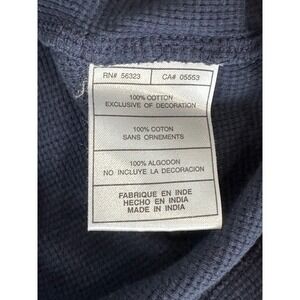 RN# 56323 CA# 05553
100% COTTON
EXCLUSIVE OF DECORATION
100% COTON
SANS ORNEMENTS
100% ALGODON
NO INCLUYE LA DECORACION
FABRIQUE EN INDE
HECHO EN INDIA
MADE IN INDIA